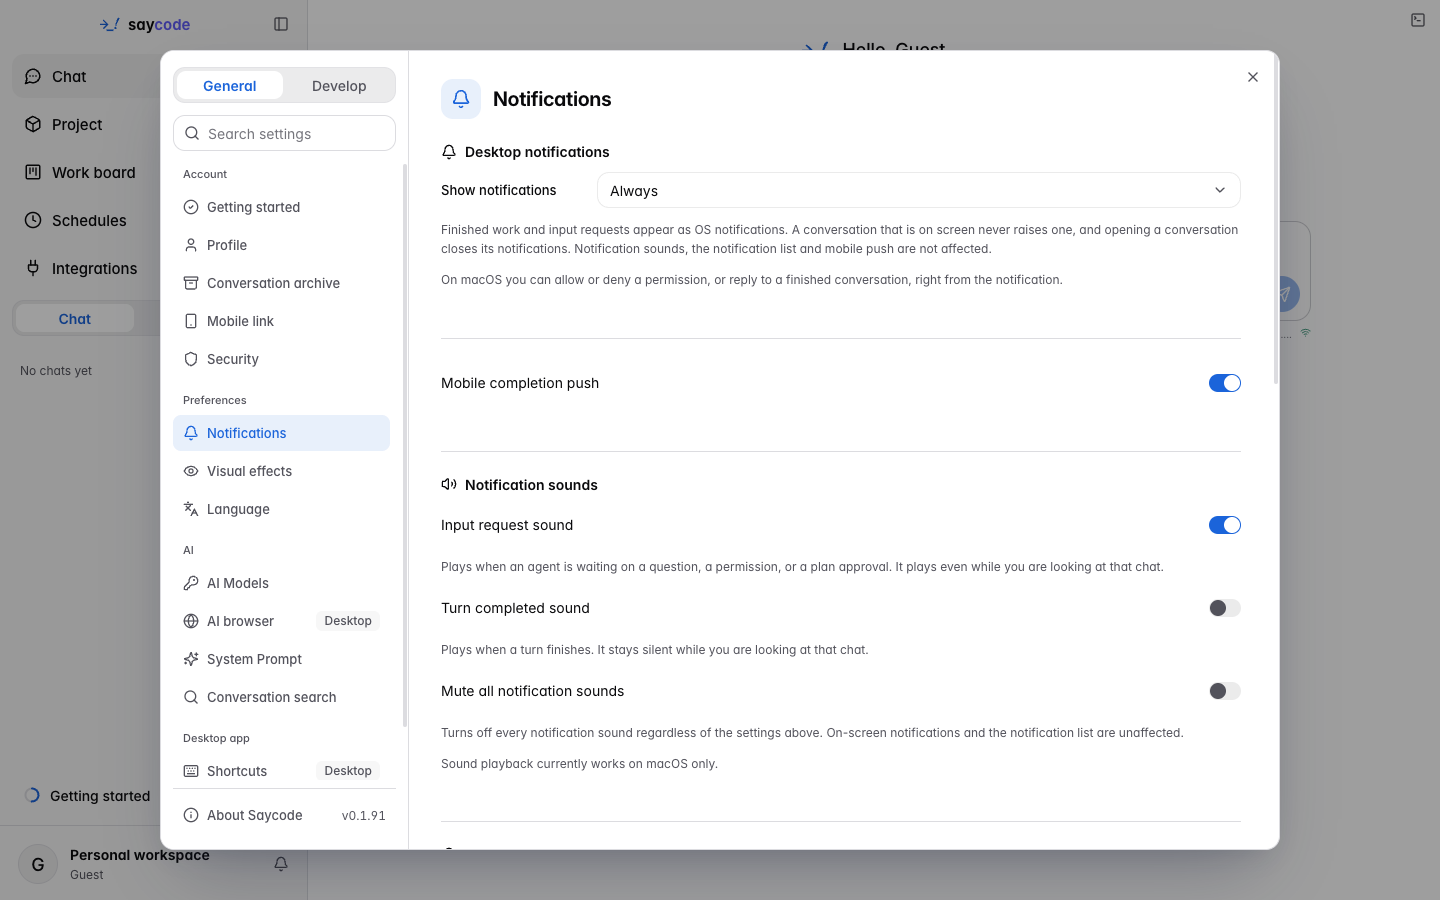 saycode
Hello, Guest
Chat
Project
Work board
Schedules
Integrations
Chat
No chats yet
Getting started
G
Personal workspace
Guest
General
Develop
Search settings
Account
Getting started
Profile
Conversation archive
Mobile link
Security
Preferences
Notifications
Visual effects
Language
AI
AI Models
AI browser Desktop
System Prompt
Conversation search
Desktop app
Shortcuts Desktop
About Saycode v0.1.91
Notifications
Desktop notifications
Show notifications Always
Finished work and input requests appear as OS notifications. A conversation that is on screen never raises one, and opening a conversation
closes its notifications. Notification sounds, the notification list and mobile push are not affected.
On macOS you can allow or deny a permission, or reply to a finished conversation, right from the notification.
Mobile completion push
Notification sounds
Input request sound
Plays when an agent is waiting on a question, a permission, or a plan approval. It plays even while you are looking at that chat.
Turn completed sound
Plays when a turn finishes. It stays silent while you are looking at that chat.
Mute all notification sounds
Turns off every notification sound regardless of the settings above. On-screen notifications and the notification list are unaffected.
Sound playback currently works on macOS only.